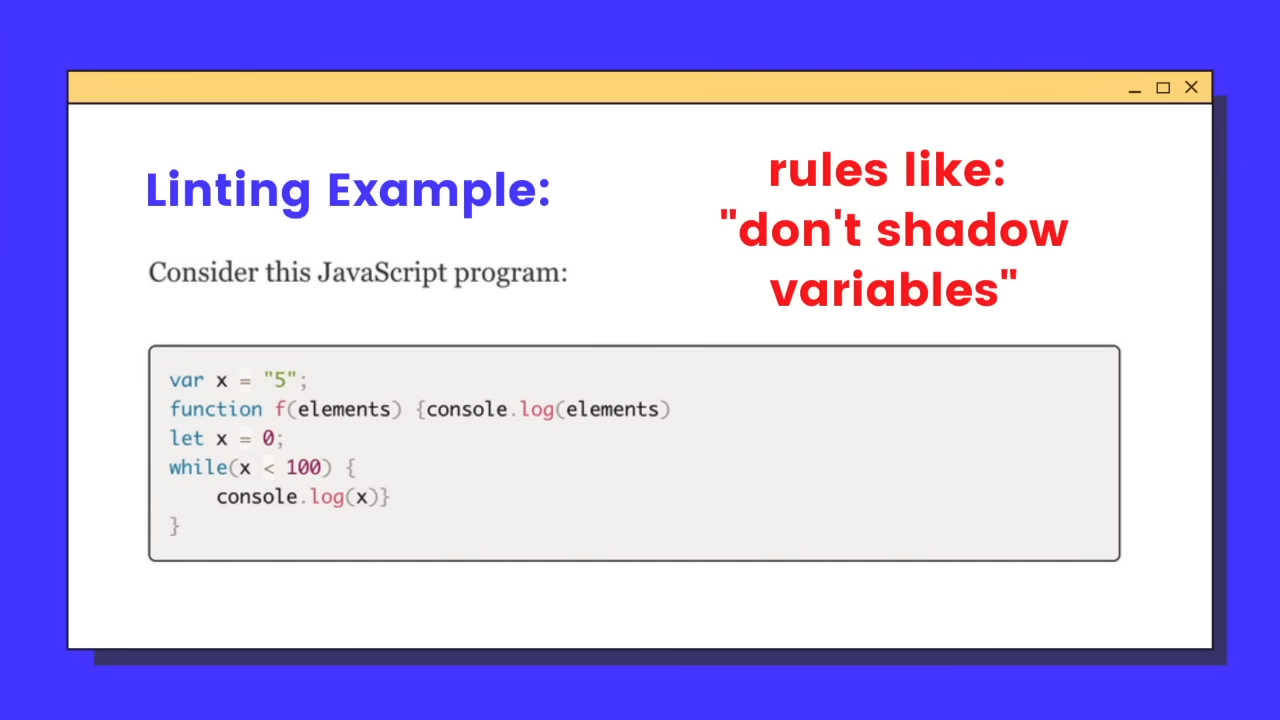 Linting Example:
rules like:
"don't shadow
variables"
Consider this JavaScript program:
var x = "5";
function f(elements) {console.log(elements)
let x = 0;
while(x < 100) {
    console.log(x)}
}